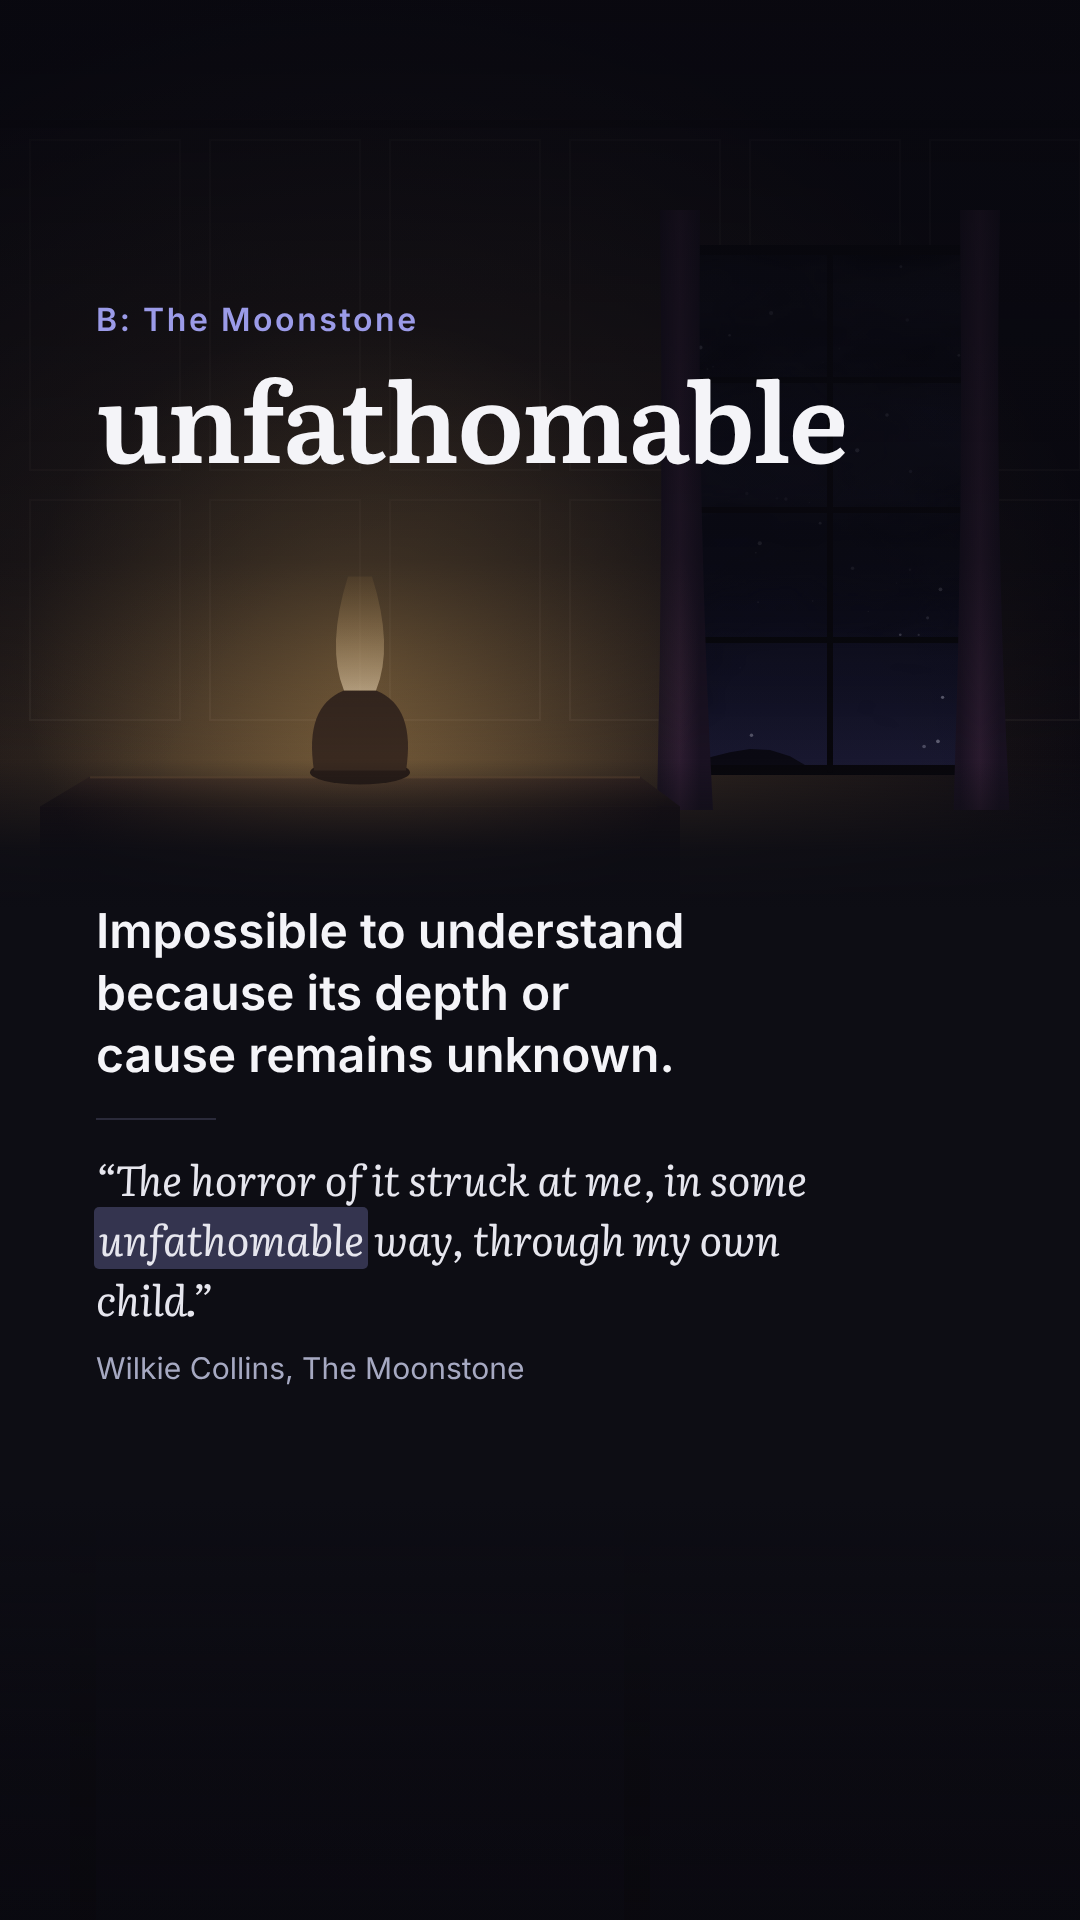 B: The Moonstone
unfathomable
Impossible to understand
because its depth or
cause remains unknown.
“The horror of it struck at me, in some
unfathomable way, through my own
child.”
Wilkie Collins, The Moonstone